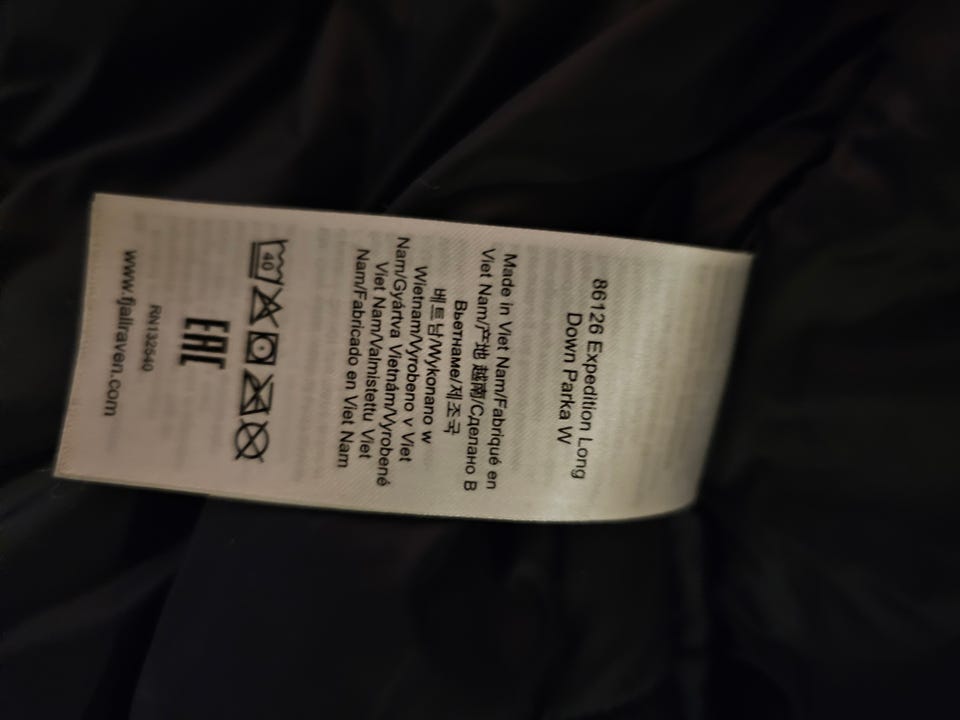 86126 Expedition Long
Down Parka W
Made in Viet Nam/Fabriqué en
Viet Nam/产地 越南/Сделано В
Вьетнаме/제조국
베트남/Wykonano w
Wietnam/Vyrobeno v Viet
Nam/Gyártva Vietnám/Vyrobené
Viet Nam/Valmistettu Viet
Nam/Fabricado en Viet Nam
40
EAC
RN132640
www.fjallraven.com